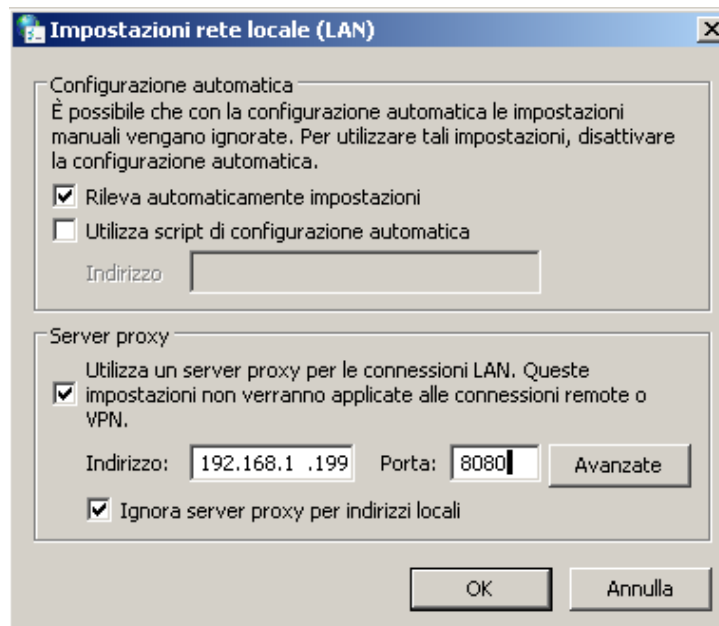 Impostazioni rete locale (LAN)
Configurazione automatica
È possibile che con la configurazione automatica le impostazioni
manuali vengano ignorate. Per utilizzare tali impostazioni, disattivare
la configurazione automatica.
Rileva automaticamente impostazioni
Utilizza script di configurazione automatica
Indirizzo
Server proxy
Utilizza un server proxy per le connessioni LAN. Queste
impostazioni non verranno applicate alle connessioni remote o
VPN.
Indirizzo: 192.168.1 .199 Porta: 8080 Avanzate
Ignora server proxy per indirizzi locali
OK Annulla